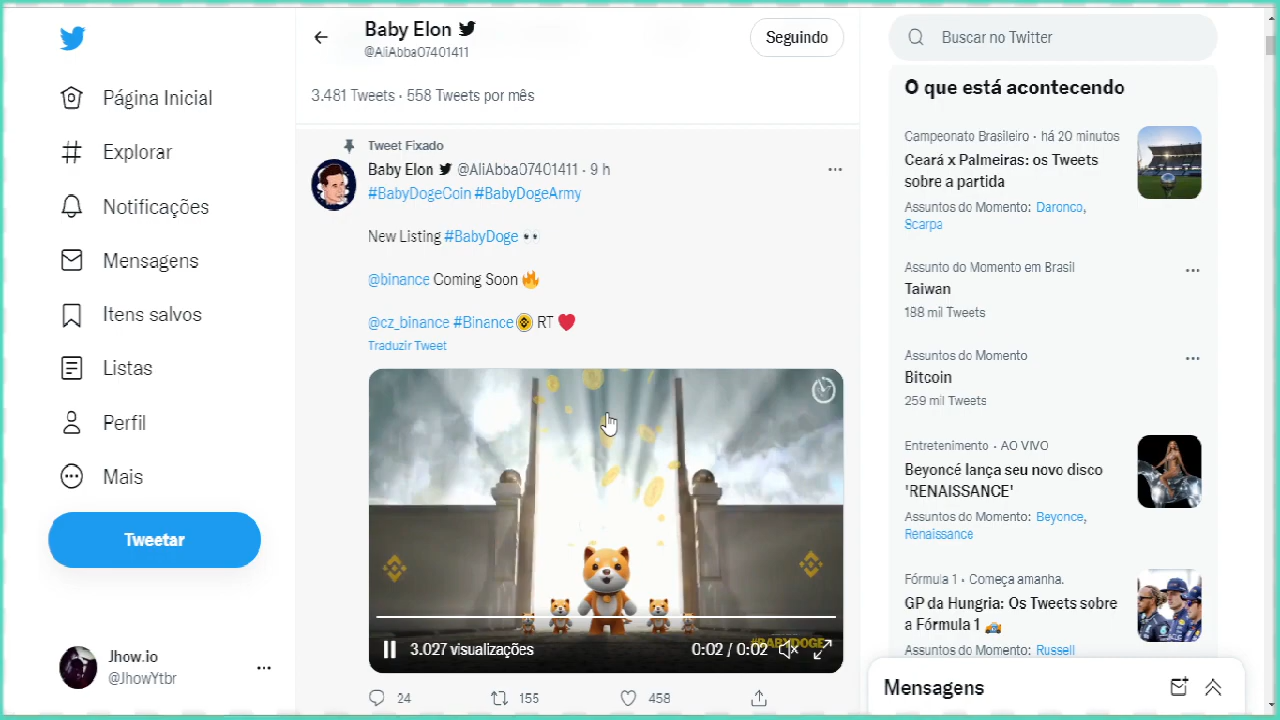 Página Inicial
Explorar
Notificações
Mensagens
Itens salvos
Listas
Perfil
Mais
Tweetar
Jhow.io
@JhowYtbr
Baby Elon
@AliAbba07401411
Seguindo
3.481 Tweets · 558 Tweets por mês
Tweet Fixado
Baby Elon @AliAbba07401411 · 9 h
#BabyDogeCoin #BabyDogeArmy
New Listing #BabyDoge 👀
@binance Coming Soon 🔥
@cz_binance #Binance RT ❤️
Traduzir Tweet
#BABYDOGE
3.027 visualizações
0:02 / 0:02
24 155 458
Buscar no Twitter
O que está acontecendo
Campeonato Brasileiro · há 20 minutos
Ceará x Palmeiras: os Tweets
sobre a partida
Assuntos do Momento: Daronco,
Scarpa
Assunto do Momento em Brasil
Taiwan
188 mil Tweets
Assuntos do Momento
Bitcoin
259 mil Tweets
Entretenimento · AO VIVO
Beyoncé lança seu novo disco
'RENAISSANCE'
Assuntos do Momento: Beyonce,
Renaissance
Fórmula 1 · Começa amanha.
GP da Hungria: Os Tweets sobre
a Fórmula 1 🏎️
Assuntos do Momento: Russell
Mensagens